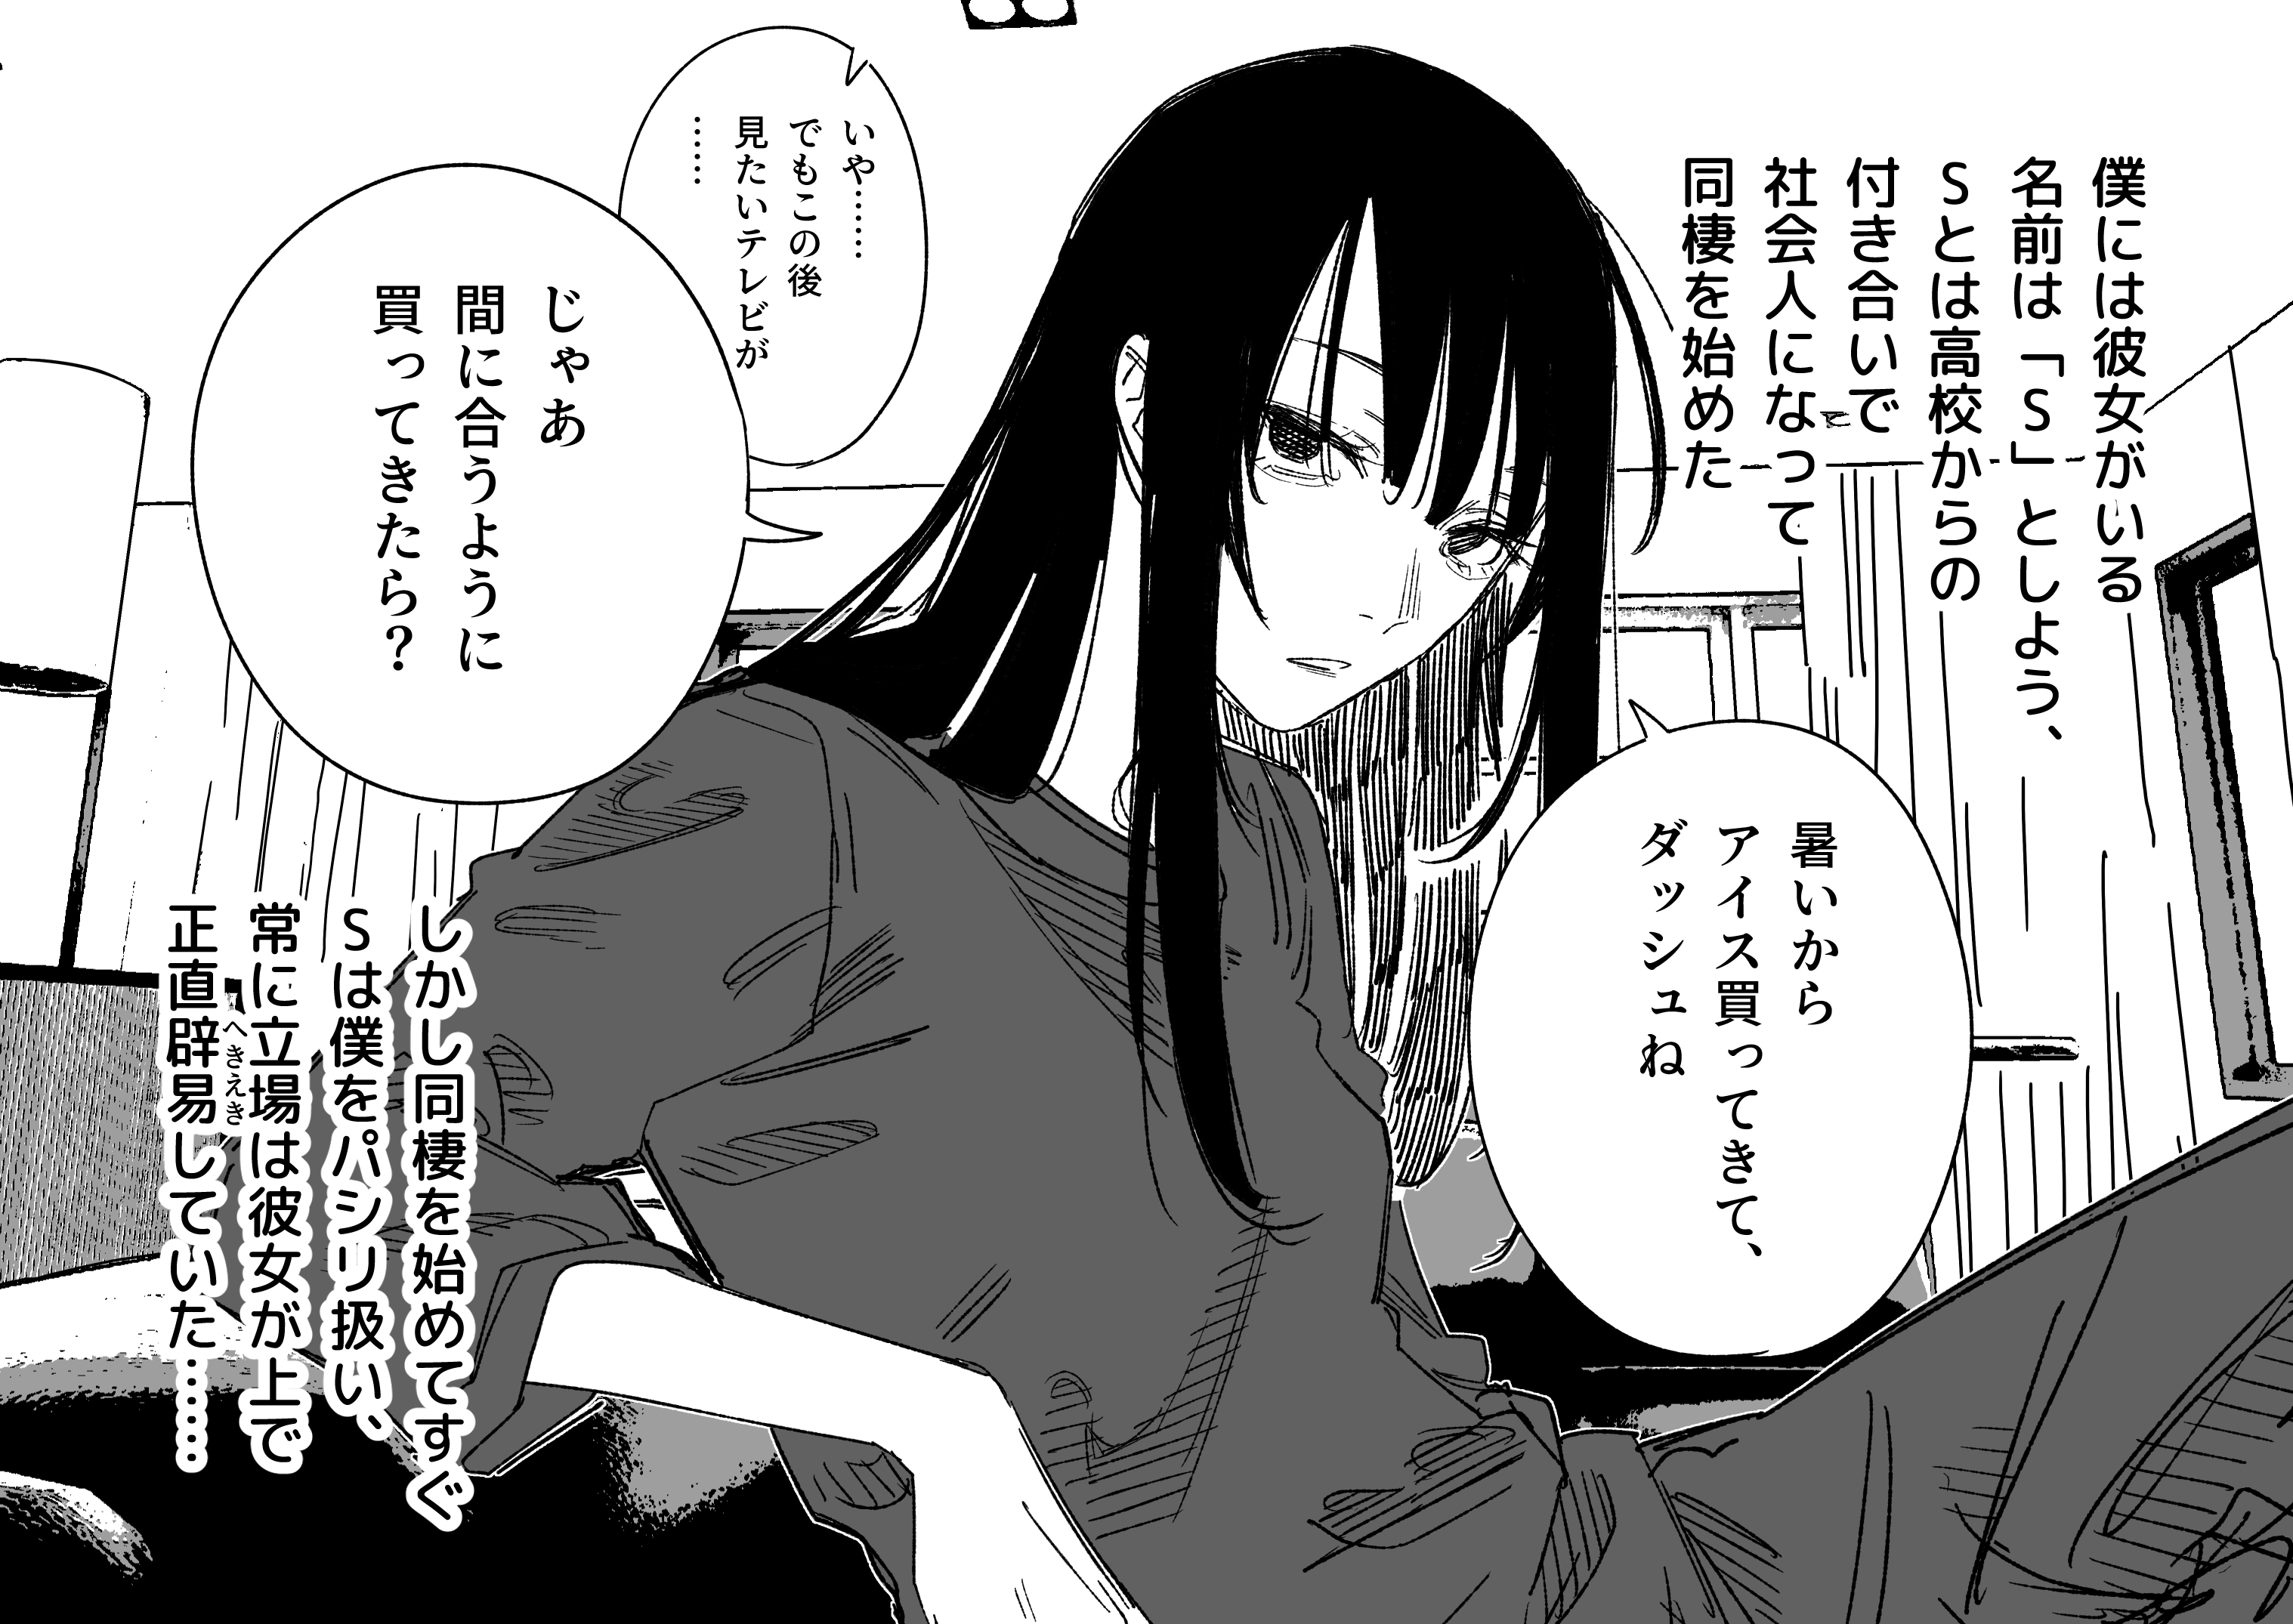 僕には彼女がいる
名前は「S」としよう、
Sとは高校からの
付き合いで
社会人になって
同棲を始めた
暑いから
アイス買ってきて、
ダッシュね
いや……
でもこの後
見たいテレビが
……
じゃあ
間に合うように
買ってきたら？
しかし同棲を始めてすぐ
Sは僕をパシリ扱い、
常に立場は彼女が上で
へきえき
正直辟易していた……